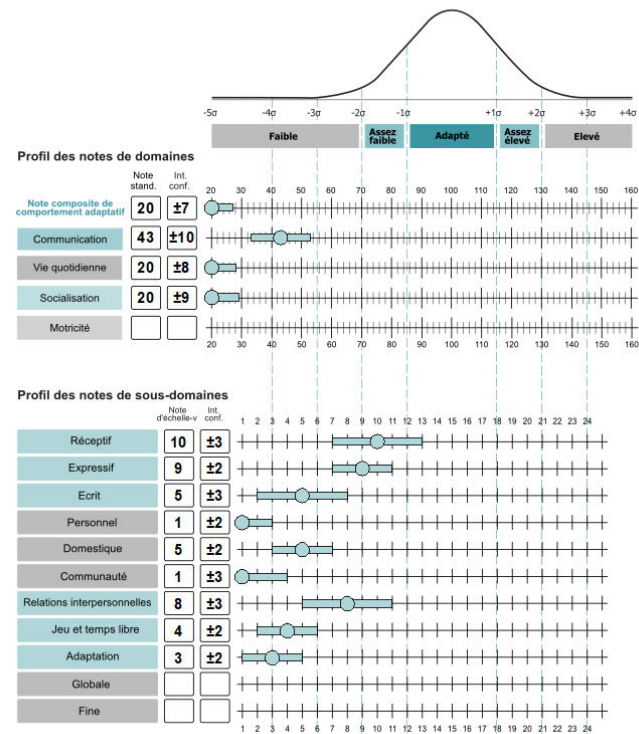 -5σ -4σ -3σ -2σ -1σ +1σ +2σ +3σ +4σ
Faible Assez faible Adapté Assez élevé Elevé
Profil des notes de domaines
Note stand. Int. conf.
20 30 40 50 60 70 80 90 100 110 120 130 140 150 160
Note composite de comportement adaptatif 20 ±7
Communication 43 ±10
Vie quotidienne 20 ±8
Socialisation 20 ±9
Motricité
20 30 40 50 60 70 80 90 100 110 120 130 140 150 160
Profil des notes de sous-domaines
Note d'échelle-v Int. conf.
1 2 3 4 5 6 7 8 9 10 11 12 13 14 15 16 17 18 19 20 21 22 23 24
Réceptif 10 ±3
Expressif 9 ±2
Ecrit 5 ±3
Personnel 1 ±2
Domestique 5 ±2
Communauté 1 ±3
Relations interpersonnelles 8 ±3
Jeu et temps libre 4 ±2
Adaptation 3 ±2
Globale
Fine
1 2 3 4 5 6 7 8 9 10 11 12 13 14 15 16 17 18 19 20 21 22 23 24